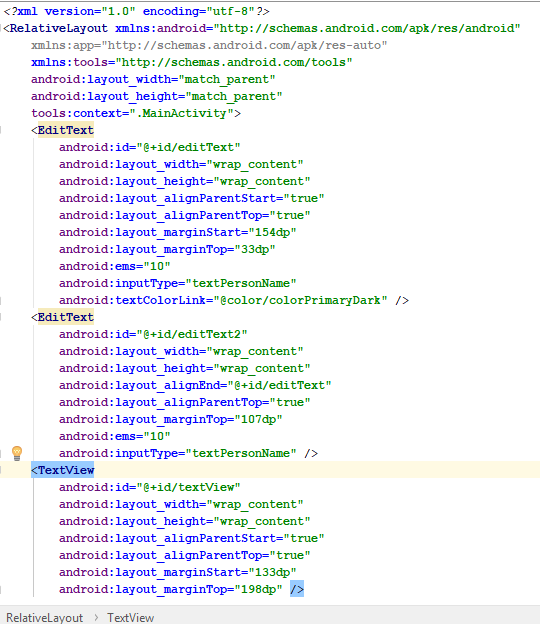 <?xml version="1.0" encoding="utf-8"?>
<RelativeLayout xmlns:android="http://schemas.android.com/apk/res/android"
    xmlns:app="http://schemas.android.com/apk/res-auto"
    xmlns:tools="http://schemas.android.com/tools"
    android:layout_width="match_parent"
    android:layout_height="match_parent"
    tools:context=".MainActivity">
    <EditText
        android:id="@+id/editText"
        android:layout_width="wrap_content"
        android:layout_height="wrap_content"
        android:layout_alignParentStart="true"
        android:layout_alignParentTop="true"
        android:layout_marginStart="154dp"
        android:layout_marginTop="33dp"
        android:ems="10"
        android:inputType="textPersonName"
        android:textColorLink="@color/colorPrimaryDark" />
    <EditText
        android:id="@+id/editText2"
        android:layout_width="wrap_content"
        android:layout_height="wrap_content"
        android:layout_alignEnd="@+id/editText"
        android:layout_alignParentTop="true"
        android:layout_marginTop="107dp"
        android:ems="10"
        android:inputType="textPersonName" />
    <TextView
        android:id="@+id/textView"
        android:layout_width="wrap_content"
        android:layout_height="wrap_content"
        android:layout_alignParentStart="true"
        android:layout_alignParentTop="true"
        android:layout_marginStart="133dp"
        android:layout_marginTop="198dp" />
RelativeLayout › TextView